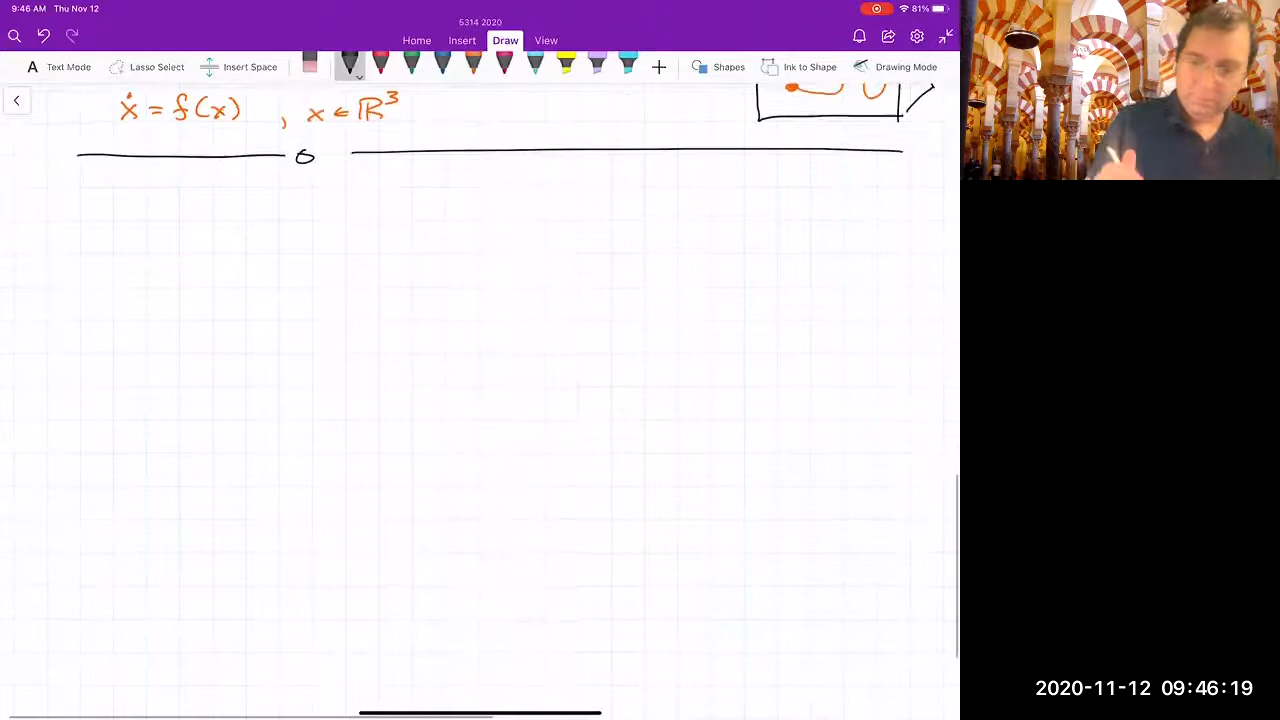 9:46 AM Thu Nov 12
81%
5314 2020
Home Insert Draw View
A Text Mode Lasso Select Insert Space Shapes Ink to Shape Drawing Mode
ẋ = f(x) , x ∈ ℝ³
2020-11-12 09:46:19